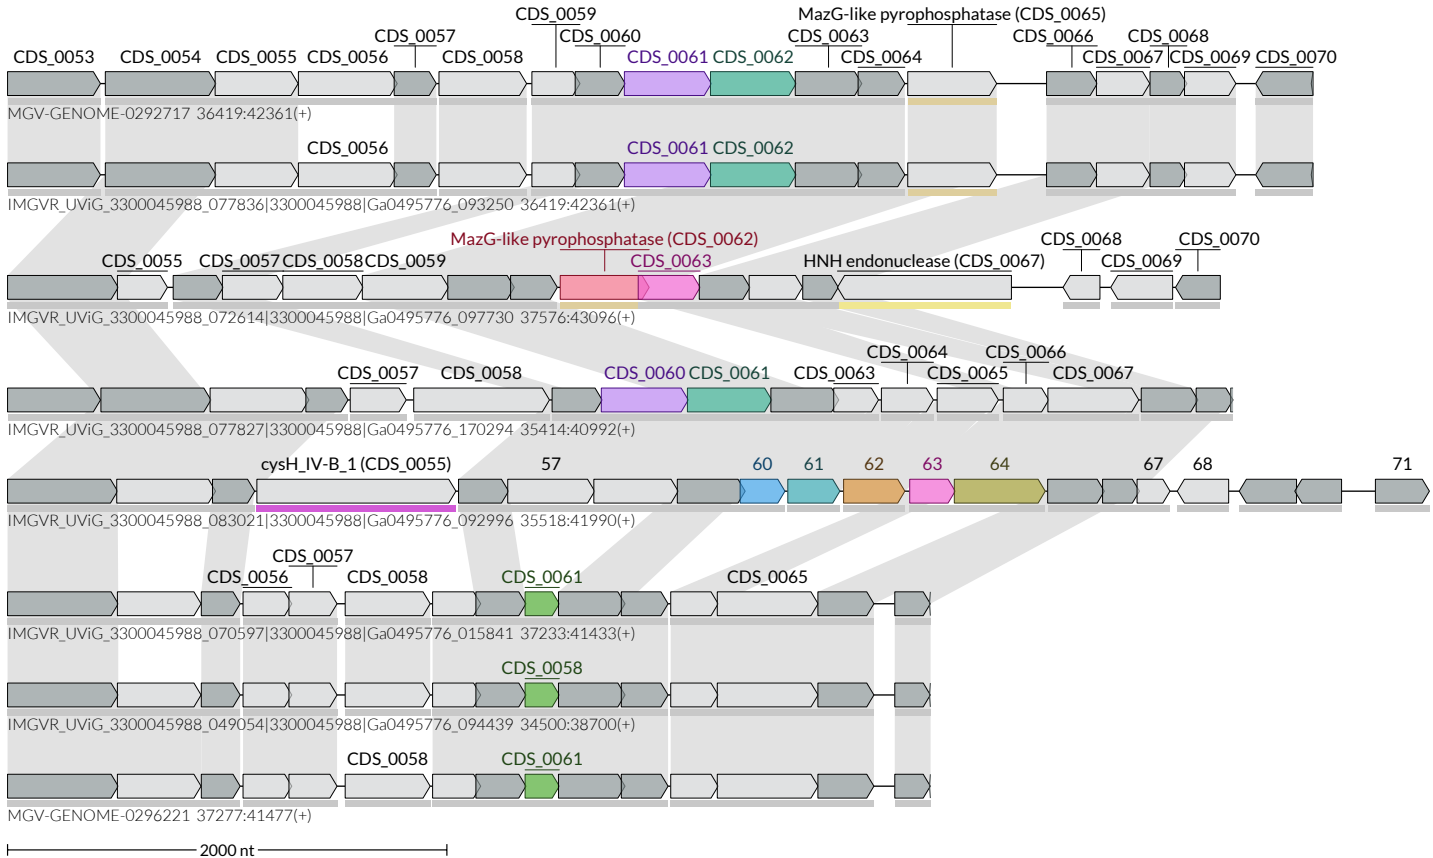 CDS_0059 MazG-like pyrophosphatase (CDS_0065)
CDS_0057 CDS_0060 CDS_0063 CDS_0066 CDS_0068
CDS_0053 CDS_0054 CDS_0055 CDS_0056 CDS_0058 CDS_0061 CDS_0062 CDS_0064 CDS_0067 CDS_0069 CDS_0070
MGV-GENOME-0292717 36419:42361(+)
CDS_0056 CDS_0061 CDS_0062
IMGVR_UViG_3300045988_077836|3300045988|Ga0495776_093250 36419:42361(+)
MazG-like pyrophosphatase (CDS_0062) CDS_0068 CDS_0070
CDS_0055 CDS_0057 CDS_0058 CDS_0059 CDS_0063 HNH endonuclease (CDS_0067) CDS_0069
IMGVR_UViG_3300045988_072614|3300045988|Ga0495776_097730 37576:43096(+)
CDS_0064 CDS_0066
CDS_0057 CDS_0058 CDS_0060 CDS_0061 CDS_0063 CDS_0065 CDS_0067
IMGVR_UViG_3300045988_077827|3300045988|Ga0495776_170294 35414:40992(+)
cysH_IV-B_1 (CDS_0055) 57 60 61 62 63 64 67 68 71
IMGVR_UViG_3300045988_083021|3300045988|Ga0495776_092996 35518:41990(+)
CDS_0057
CDS_0056 CDS_0058 CDS_0061 CDS_0065
IMGVR_UViG_3300045988_070597|3300045988|Ga0495776_015841 37233:41433(+)
CDS_0058
IMGVR_UViG_3300045988_049054|3300045988|Ga0495776_094439 34500:38700(+)
CDS_0058 CDS_0061
MGV-GENOME-0296221 37277:41477(+)
2000 nt